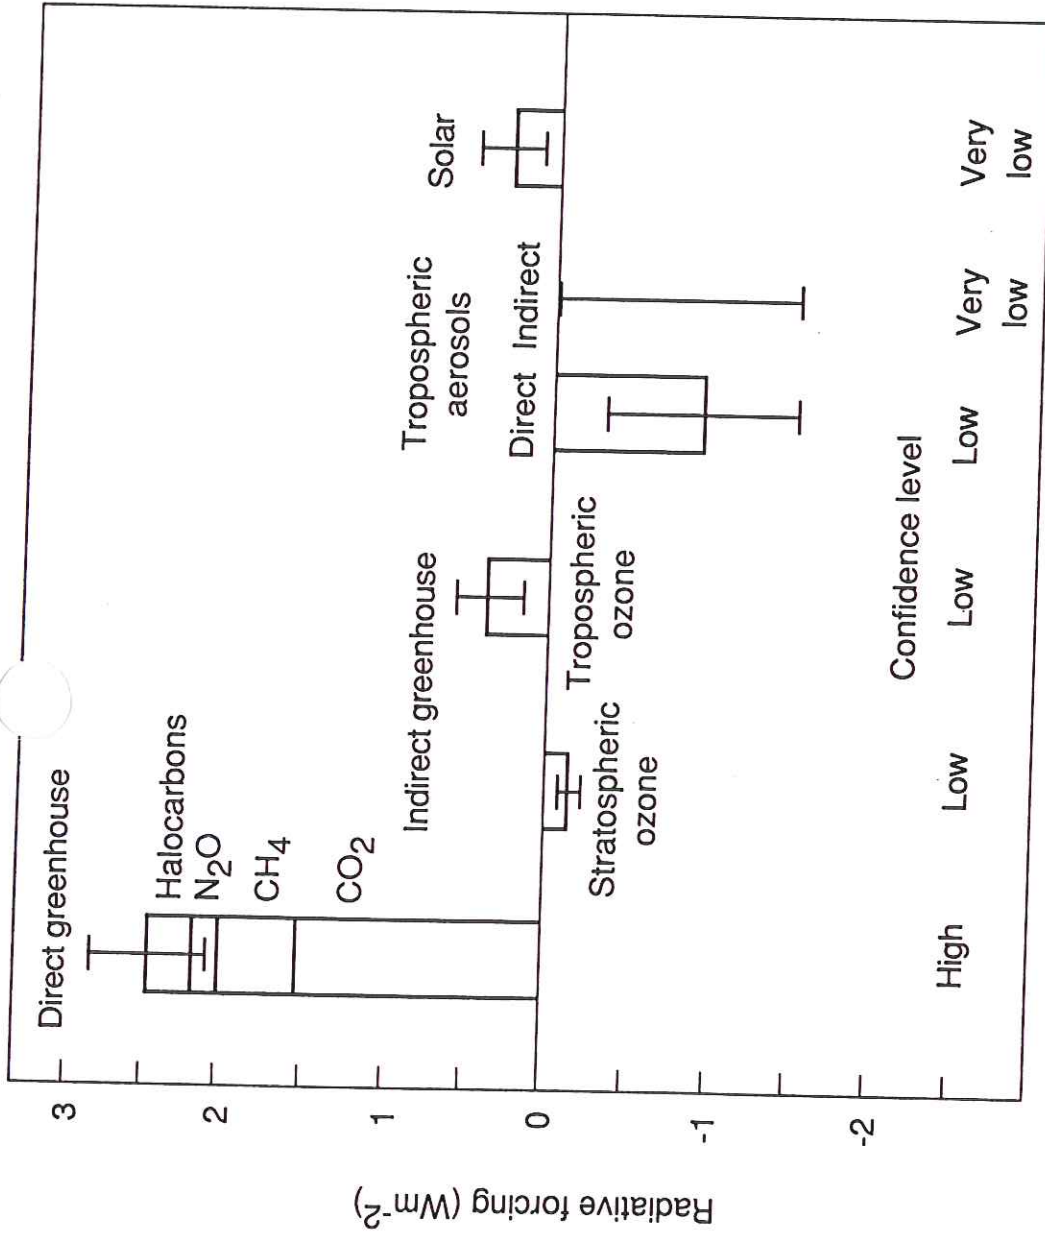 Direct greenhouse
Halocarbons
N₂O
CH₄
CO₂
Indirect greenhouse
Tropospheric
aerosols
Direct Indirect
Solar
Stratospheric
ozone
Tropospheric
ozone
Confidence level
High
Low
Low
Low
Very
low
Very
low
3
2
1
0
-1
-2
Radiative forcing (Wm⁻²)